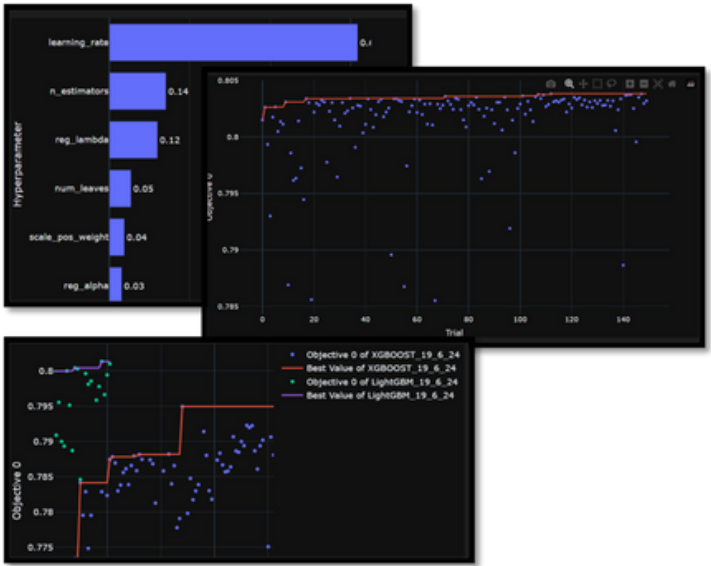 learning_rate
n_estimators
0.14
reg_lambda
0.12
num_leaves
0.05
scale_pos_weight
0.04
reg_alpha
0.03
Hyperparameter
0.805
0.8
0.795
0.79
0.785
Objective 0
0
20
40
60
80
100
120
140
Trial
Objective 0 of XGBOOST_19_6_24
Best Value of XGBOOST_19_6_24
Objective 0 of LightGBM_19_6_24
Best Value of LightGBM_19_6_24
0.8
0.795
0.79
0.785
0.78
0.775
Objective 0